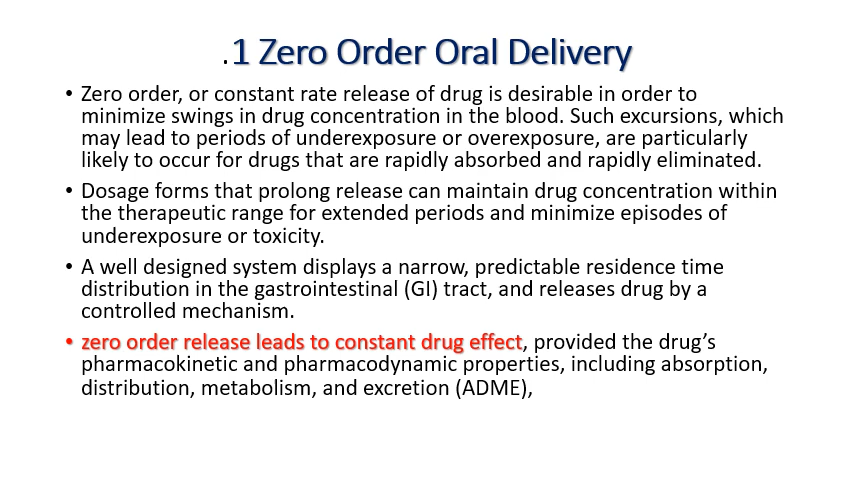 .1 Zero Order Oral Delivery
• Zero order, or constant rate release of drug is desirable in order to
minimize swings in drug concentration in the blood. Such excursions, which
may lead to periods of underexposure or overexposure, are particularly
likely to occur for drugs that are rapidly absorbed and rapidly eliminated.
• Dosage forms that prolong release can maintain drug concentration within
the therapeutic range for extended periods and minimize episodes of
underexposure or toxicity.
• A well designed system displays a narrow, predictable residence time
distribution in the gastrointestinal (GI) tract, and releases drug by a
controlled mechanism.
• zero order release leads to constant drug effect, provided the drug’s
pharmacokinetic and pharmacodynamic properties, including absorption,
distribution, metabolism, and excretion (ADME),